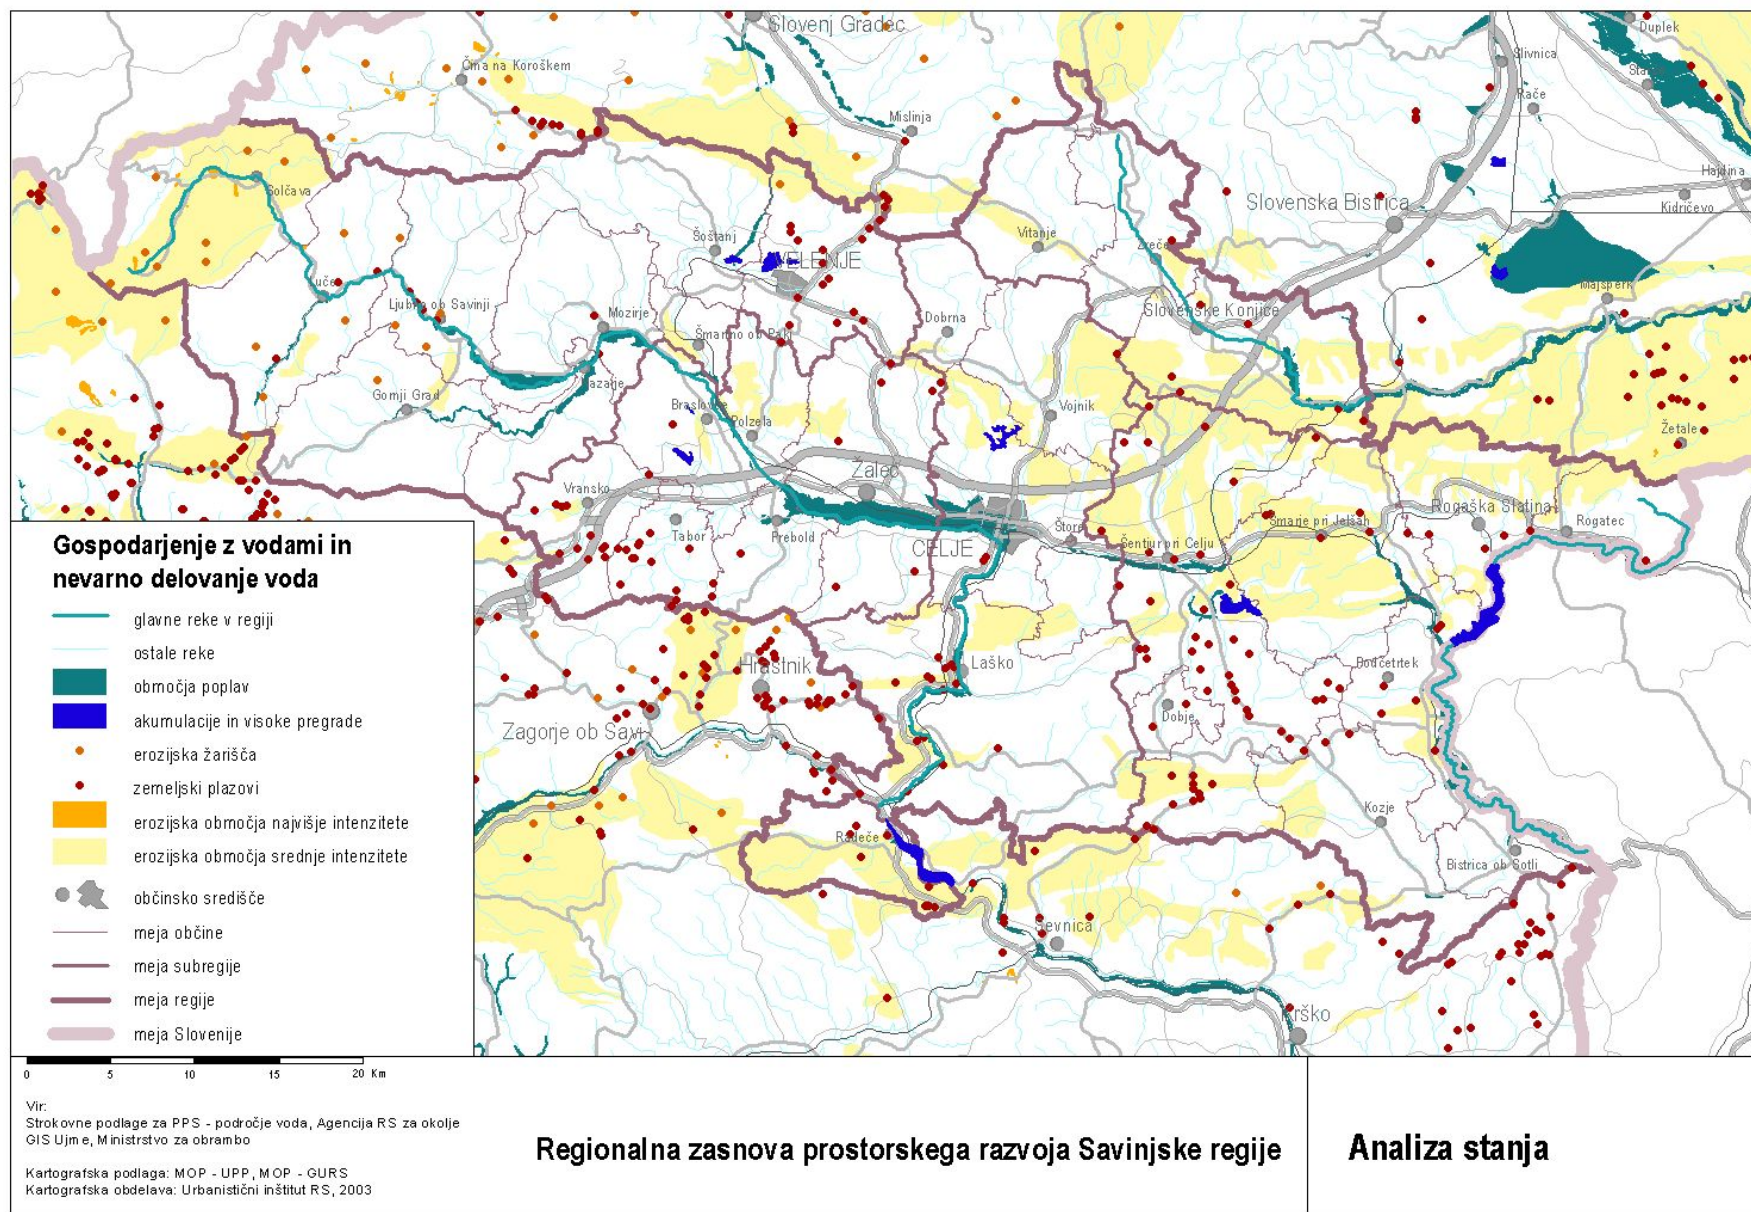 Slovenj Gradec
Duplek
Črna na Koroškem
Slivnica
Rače
Mislinja
Hajdina
Kidričevo
Solčava
Slovenska Bistrica
Šoštanj
Vitanje
Zreče
VELENJE
Luče
Ljubno ob Savinji
Mozirje
Dobrna
Slovenske Konjice
Majšperk
Šmartno ob Paki
Nazarje
Gornji Grad
Braslovče
Polzela
Vojnik
Žetale
Žalec
Vransko
Rogaška Slatina
Rogatec
Tabor
Prebold
CELJE
Štore
Šentjur pri Celju
Šmarje pri Jelšah
Laško
Hrastnik
Podčetrtek
Dobje
Zagorje ob Savi
Kozje
Radeče
Bistrica ob Sotli
Sevnica
Krško
Gospodarjenje z vodami in
nevarno delovanje voda
glavne reke v regiji
ostale reke
območja poplav
akumulacije in visoke pregrade
erozijska žarišča
zemeljski plazovi
erozijska območja najvišje intenzitete
erozijska območja srednje intenzitete
občinsko središče
meja občine
meja subregije
meja regije
meja Slovenije
0 5 10 15 20 Km
Vir:
Strokovne podlage za PPS - področje voda, Agencija RS za okolje
GIS Ujme, Ministrstvo za obrambo
Kartografska podlaga: MOP - UPP, MOP - GURS
Kartografska obdelava: Urbanistični inštitut RS, 2003
Regionalna zasnova prostorskega razvoja Savinjske regije
Analiza stanja